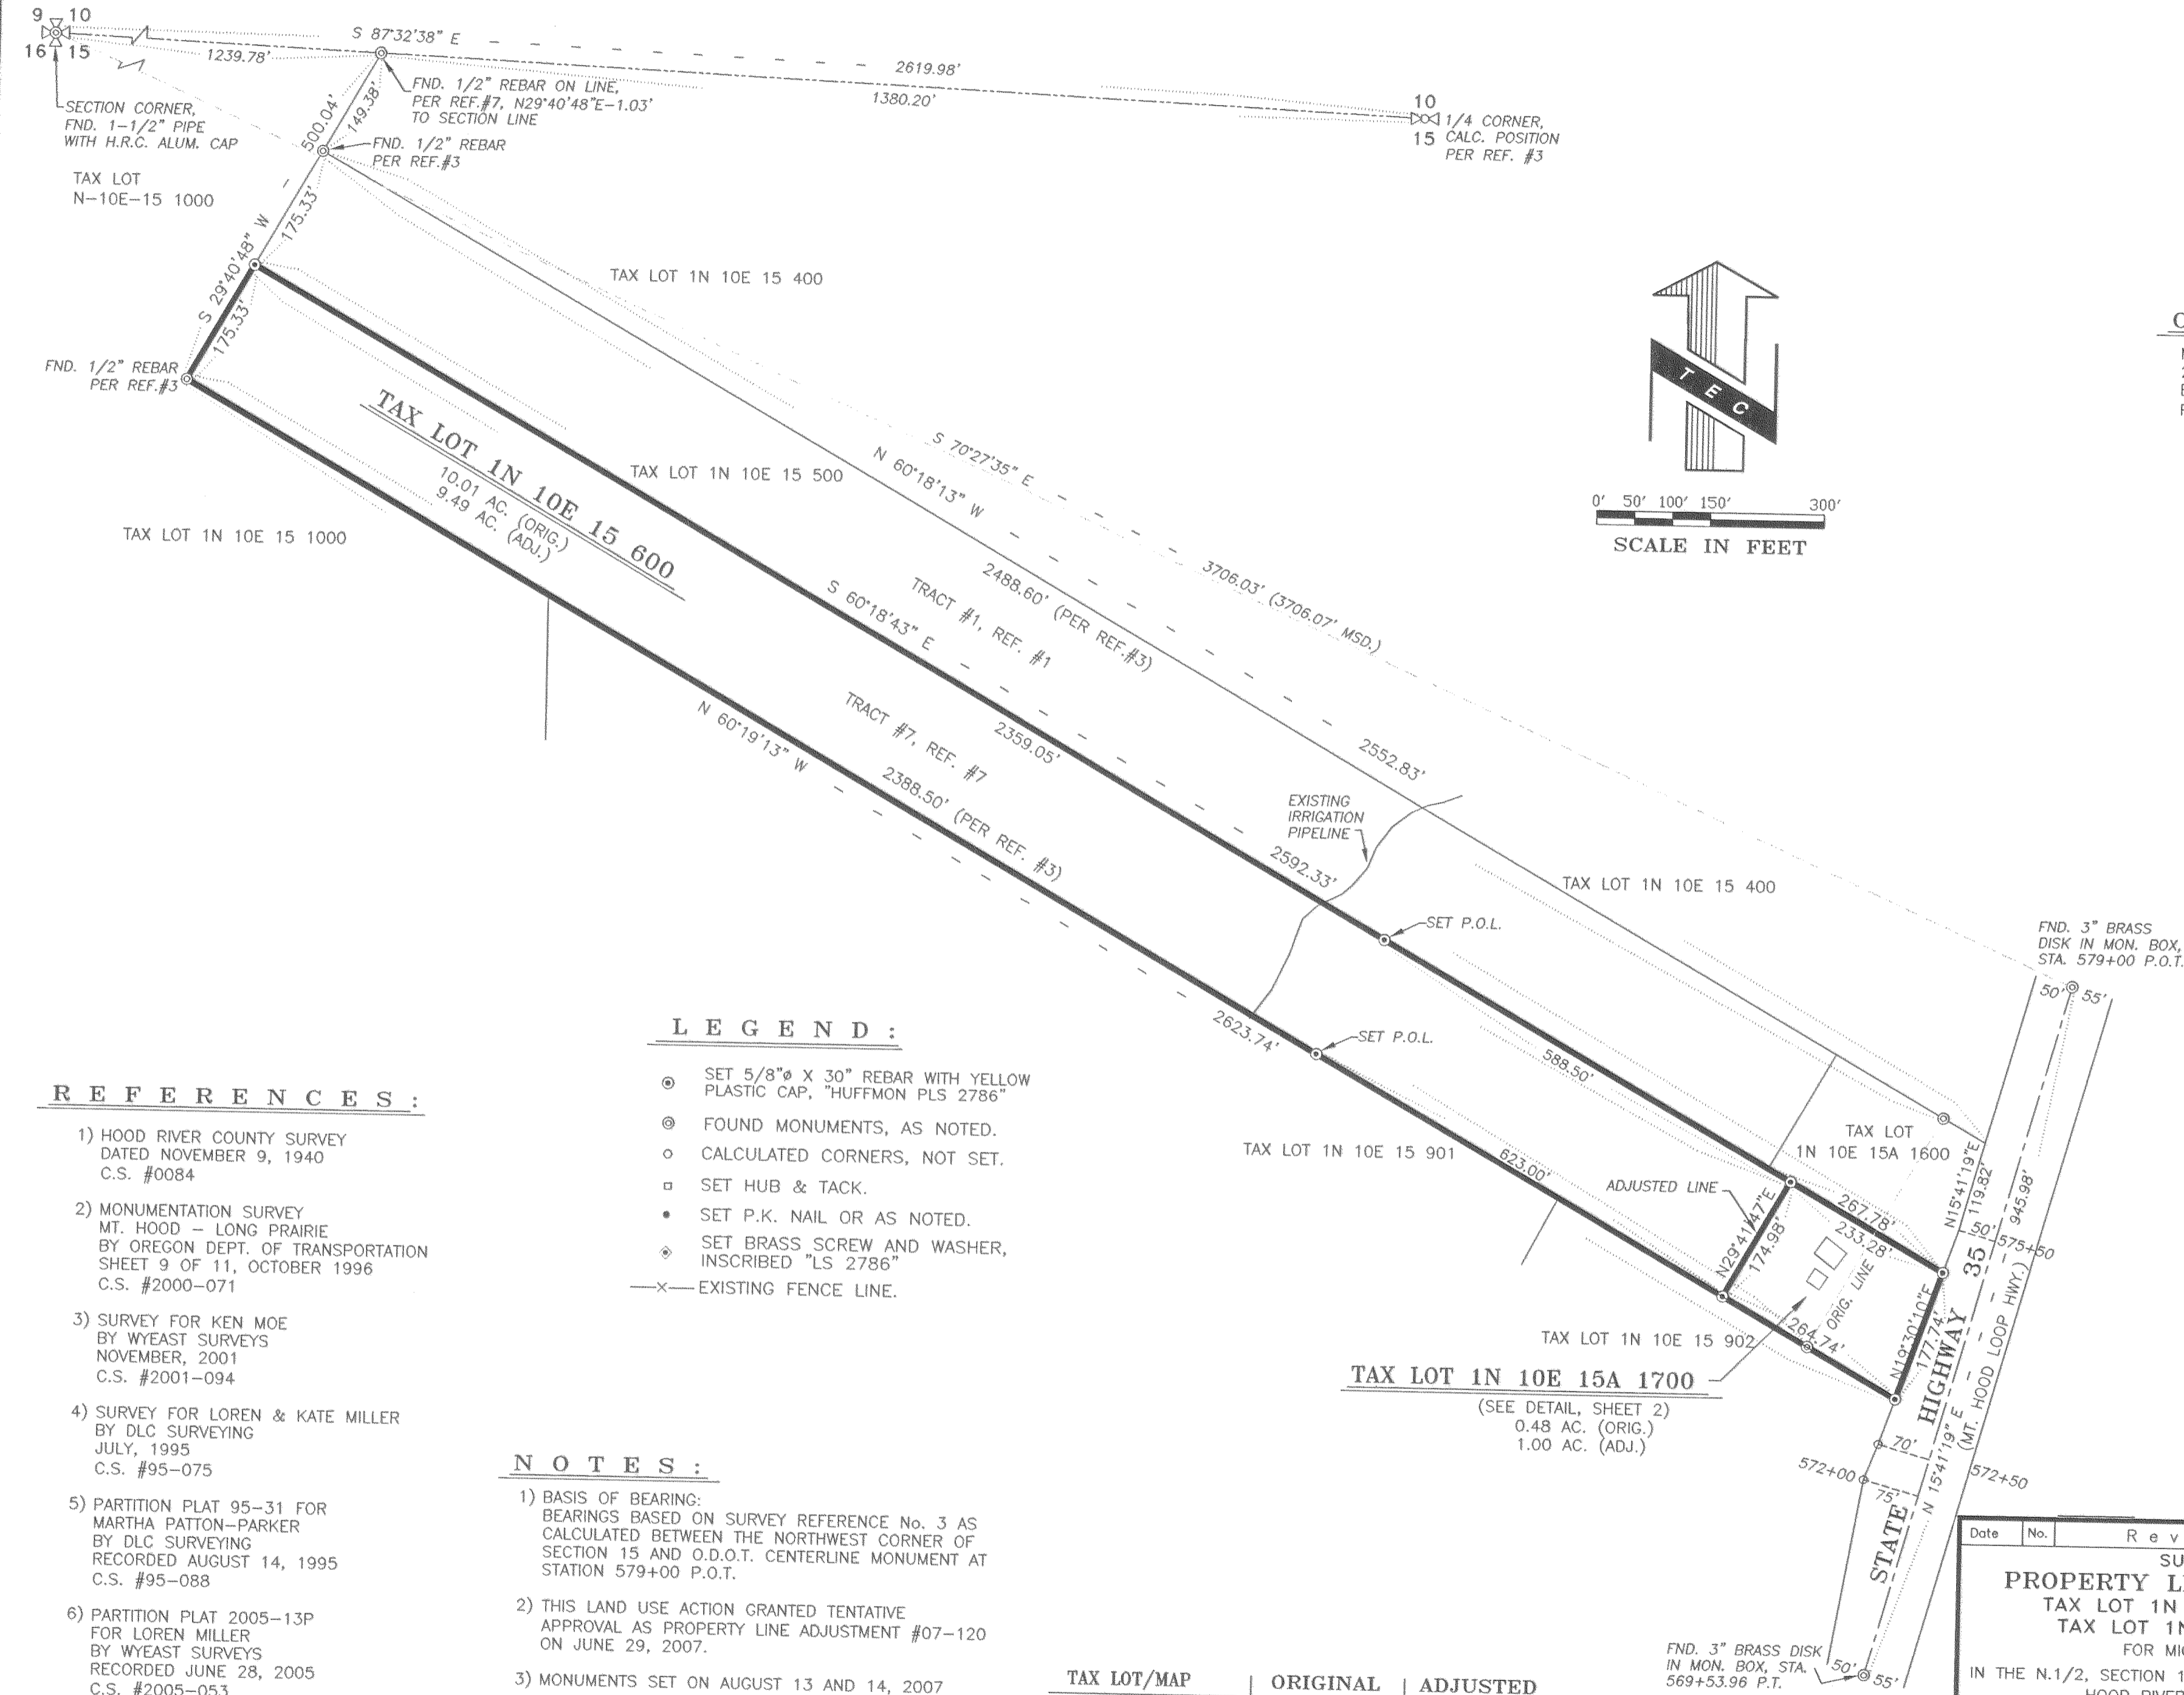 9 10
16 15
S 87°32'38" E
1239.78'
2619.98'
1380.20'
SECTION CORNER,
FND. 1-1/2" PIPE
WITH H.R.C. ALUM. CAP
FND. 1/2" REBAR ON LINE,
PER REF.#7, N29°40'48"E-1.03'
TO SECTION LINE
10
15
1/4 CORNER,
CALC. POSITION
PER REF. #3
500.04'
149.38'
FND. 1/2" REBAR
PER REF.#3
TAX LOT
N-10E-15 1000
175.33'
S 29°40'48" W
175.33'
FND. 1/2" REBAR
PER REF.#3
TAX LOT 1N 10E 15 400
TAX LOT 1N 10E 15 600
10.01 AC. (ORIG.)
9.49 AC. (ADJ.)
TAX LOT 1N 10E 15 500
TAX LOT 1N 10E 15 1000
T E C
0' 50' 100' 150' 300'
SCALE IN FEET
S 70°27'35" E
3706.03' (3706.07' MSD.)
N 60°18'13" W
2488.60' (PER REF.#3)
2552.83'
TRACT #1, REF. #1
S 60°18'43" E
2359.05'
2592.33'
TRACT #7, REF. #7
N 60°19'13" W
2388.50' (PER REF. #3)
2623.74'
EXISTING
IRRIGATION
PIPELINE
SET P.O.L.
SET P.O.L.
TAX LOT 1N 10E 15 400
FND. 3" BRASS
DISK IN MON. BOX,
STA. 579+00 P.O.T.
50' 55'
588.50'
623.00'
TAX LOT 1N 10E 15 901
TAX LOT
1N 10E 15A 1600
ADJUSTED LINE
N29°41'47"E
174.98'
267.78'
233.28'
ORIG. LINE
264.74'
N15°41'19"E
119.82'
945.98'
50' 575+50
N19°30'10"E
177.74'
TAX LOT 1N 10E 15 902
TAX LOT 1N 10E 15A 1700
(SEE DETAIL, SHEET 2)
0.48 AC. (ORIG.)
1.00 AC. (ADJ.)
STATE HIGHWAY 35
(MT. HOOD LOOP HWY.)
N 15°41'19" E
70'
572+00
572+50
75'
FND. 3" BRASS DISK
IN MON. BOX, STA.
569+53.96 P.T.
50' 55'
LEGEND:
SET 5/8"ø X 30" REBAR WITH YELLOW
PLASTIC CAP, "HUFFMON PLS 2786"
FOUND MONUMENTS, AS NOTED.
CALCULATED CORNERS, NOT SET.
SET HUB & TACK.
SET P.K. NAIL OR AS NOTED.
SET BRASS SCREW AND WASHER,
INSCRIBED "LS 2786"
EXISTING FENCE LINE.
REFERENCES:
1) HOOD RIVER COUNTY SURVEY
DATED NOVEMBER 9, 1940
C.S. #0084
2) MONUMENTATION SURVEY
MT. HOOD - LONG PRAIRIE
BY OREGON DEPT. OF TRANSPORTATION
SHEET 9 OF 11, OCTOBER 1996
C.S. #2000-071
3) SURVEY FOR KEN MOE
BY WYEAST SURVEYS
NOVEMBER, 2001
C.S. #2001-094
4) SURVEY FOR LOREN & KATE MILLER
BY DLC SURVEYING
JULY, 1995
C.S. #95-075
5) PARTITION PLAT 95-31 FOR
MARTHA PATTON-PARKER
BY DLC SURVEYING
RECORDED AUGUST 14, 1995
C.S. #95-088
6) PARTITION PLAT 2005-13P
FOR LOREN MILLER
BY WYEAST SURVEYS
RECORDED JUNE 28, 2005
C.S. #2005-053
NOTES:
1) BASIS OF BEARING:
BEARINGS BASED ON SURVEY REFERENCE No. 3 AS
CALCULATED BETWEEN THE NORTHWEST CORNER OF
SECTION 15 AND O.D.O.T. CENTERLINE MONUMENT AT
STATION 579+00 P.O.T.
2) THIS LAND USE ACTION GRANTED TENTATIVE
APPROVAL AS PROPERTY LINE ADJUSTMENT #07-120
ON JUNE 29, 2007.
3) MONUMENTS SET ON AUGUST 13 AND 14, 2007
TAX LOT/MAP | ORIGINAL | ADJUSTED
Date No. Rev
SU
PROPERTY L
TAX LOT 1N
TAX LOT 1N
FOR MI
IN THE N.1/2, SECTION 1
HOOD RIVER